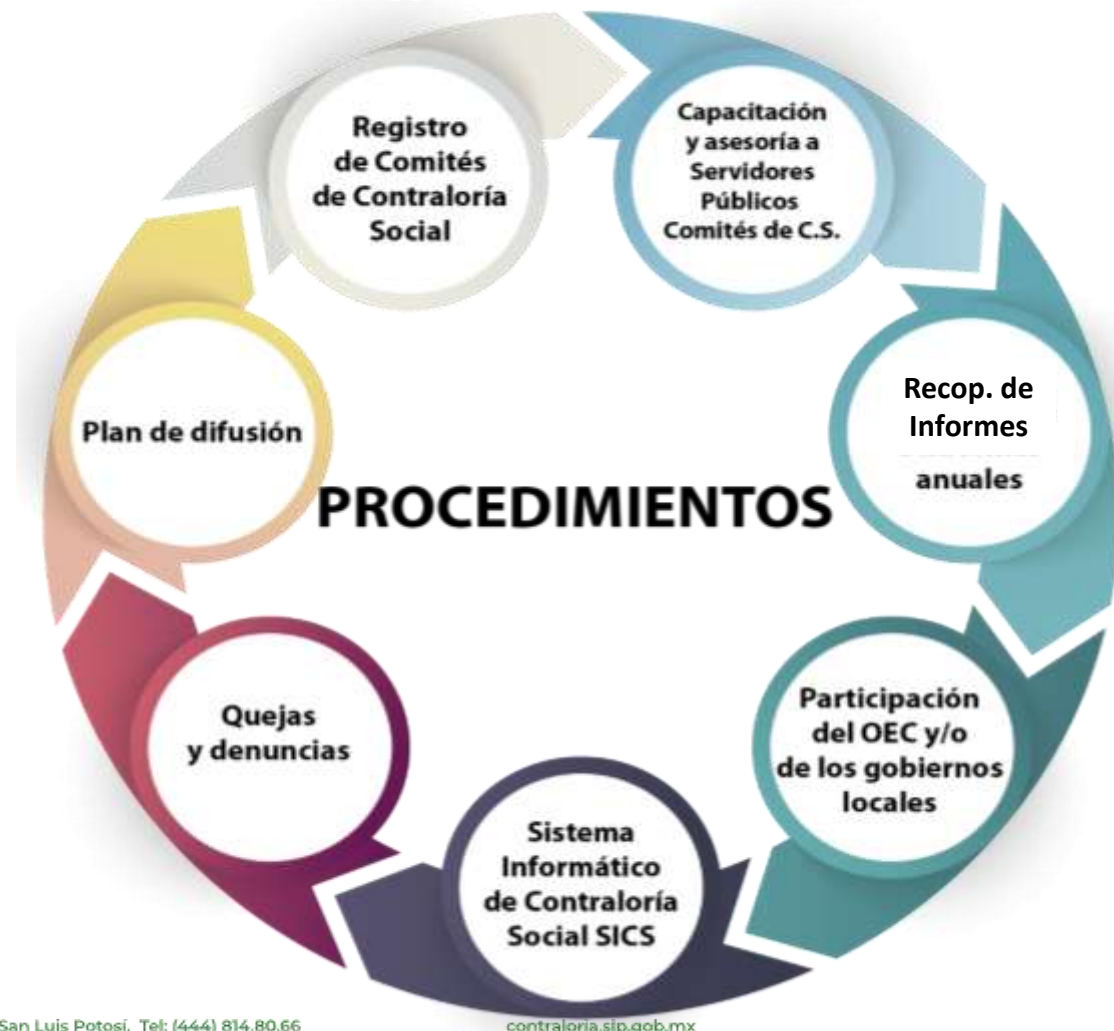 Registro
de Comités
de Contraloría
Social
Capacitación
y asesoría a
Servidores
Públicos
Comités de C.S.
Recop. de
Informes
anuales
Participación
del OEC y/o
de los gobiernos
locales
Sistema
Informático
de Contraloría
Social SICS
Quejas
y denuncias
Plan de difusión
PROCEDIMIENTOS
San Luis Potosí. Tel: (444) 814.80.66
contraloria.slp.gob.mx